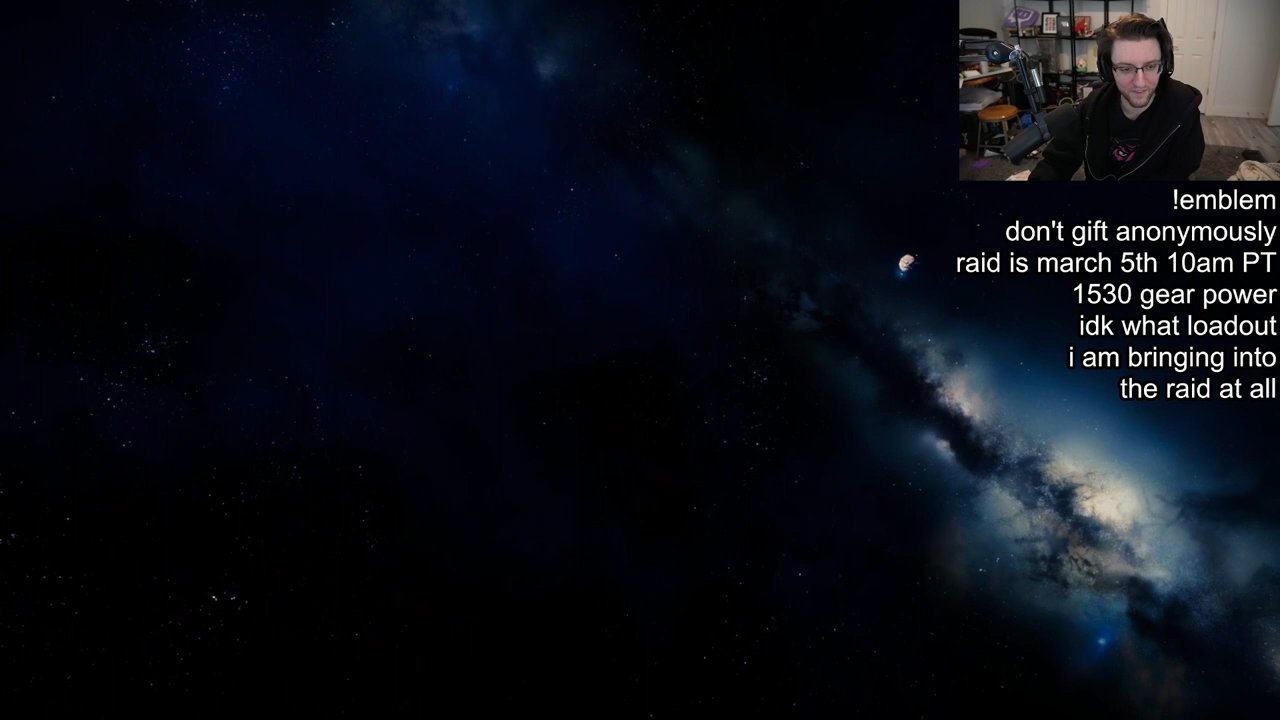 !emblem
don't gift anonymously
raid is march 5th 10am PT
1530 gear power
idk what loadout
i am bringing into
the raid at all